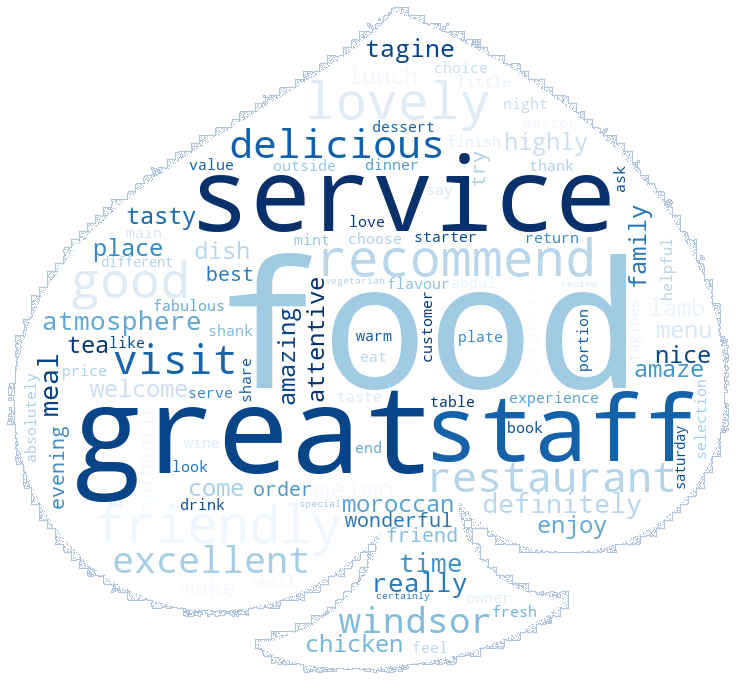 tagine
lunch
choice
little
lovely
night
waiter
dessert
delicious
finish
highly
value
outside
dinner
try
thank
ask
service
say
tasty
love
main
mint
choose
starter
return
family
place
different
dish
recommend
helpful
best
good
vegetarian
flavour
abdul
review
food
fabulous
atmosphere
shank
amazing
attentive
customer
warm
plate
portion
tagines
lamb
menu
tea
like
visit
eat
nice
meal
price
welcome
serve
share
taste
table
experience
amaze
absolutely
great
staff
book
selection
saturday
authentic
wine
end
look
evening
come
order
meimo
restaurant
drink
special
moroccan
definitely
friendly
wonderful
enjoy
friend
excellent
time
make
small
really
certainly
owner
windsor
fresh
chicken
feel